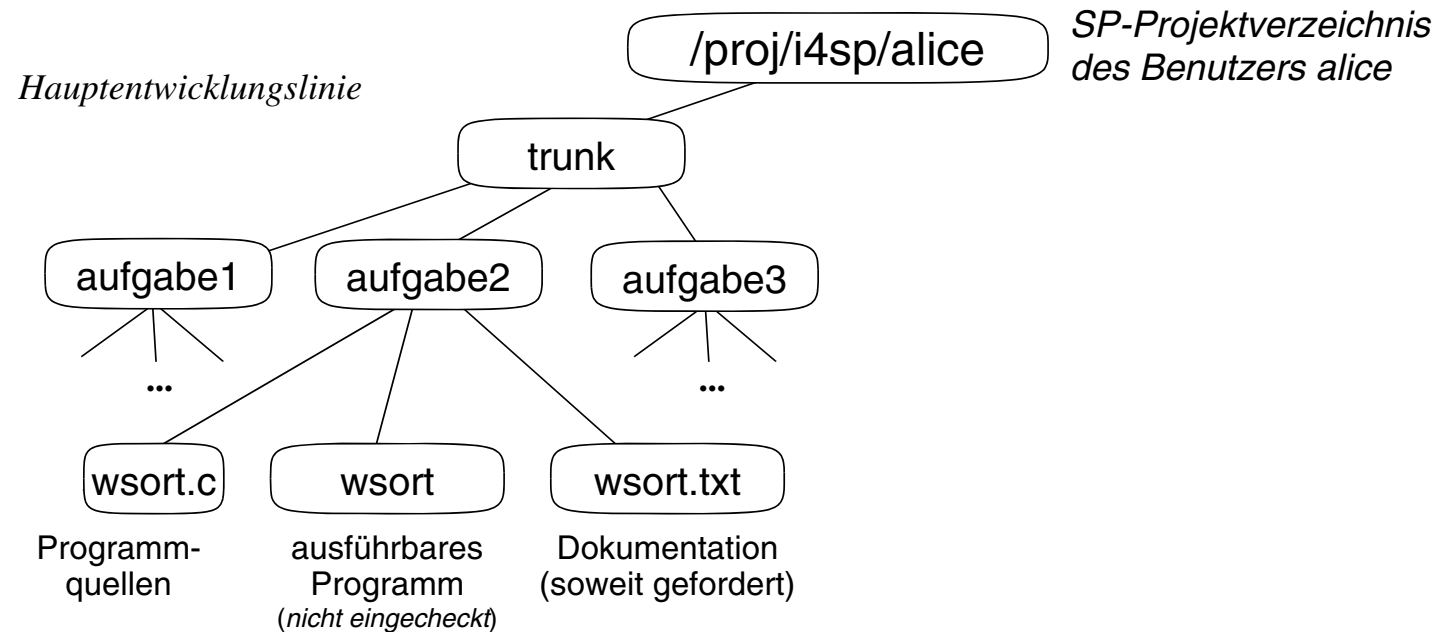 /proj/i4sp/alice
SP-Projektverzeichnis
des Benutzers alice
Hauptentwicklungslinie
trunk
aufgabe1
aufgabe2
aufgabe3
...
...
wsort.c
wsort
wsort.txt
Programm-
quellen
ausführbares
Programm
(nicht eingecheckt)
Dokumentation
(soweit gefordert)